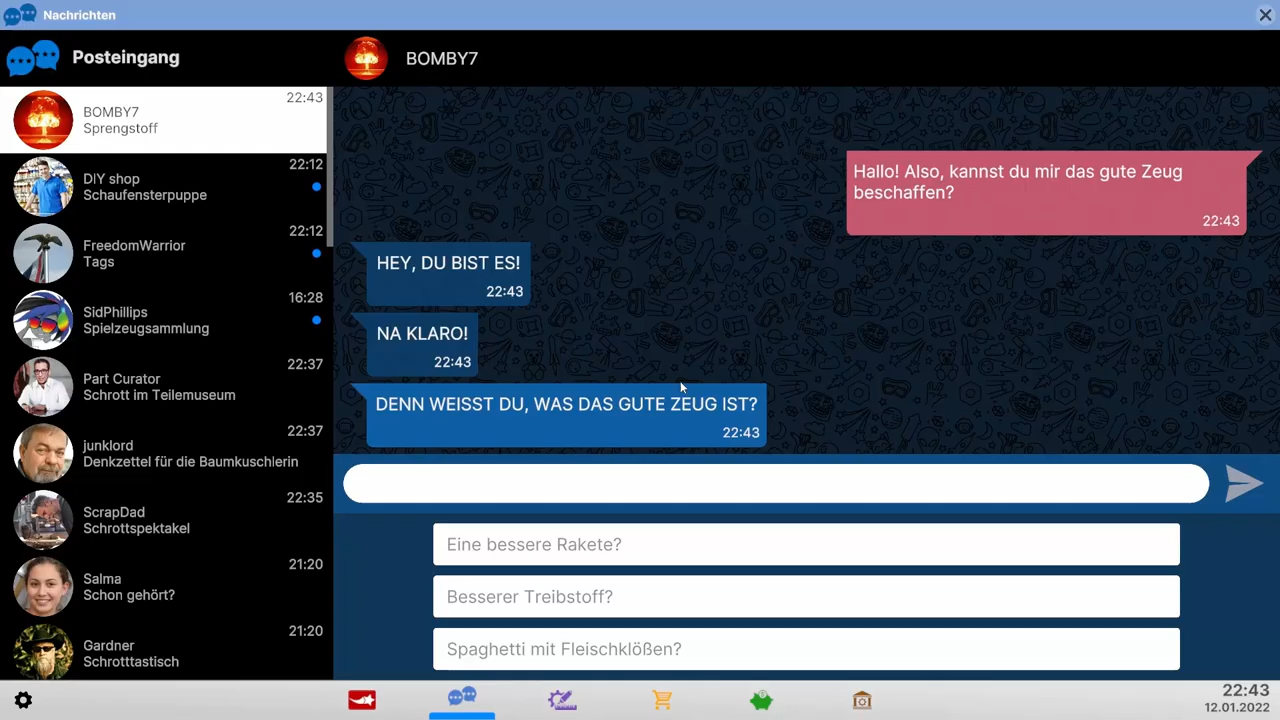 Nachrichten
Posteingang
BOMBY7
22:43
BOMBY7
Sprengstoff
22:12
DIY shop
Schaufensterpuppe
22:12
FreedomWarrior
Tags
16:28
SidPhillips
Spielzeugsammlung
22:37
Part Curator
Schrott im Teilemuseum
22:37
junklord
Denkzettel für die Baumkuschlerin
22:35
ScrapDad
Schrottspektakel
21:20
Salma
Schon gehört?
21:20
Gardner
Schrotttastisch
Hallo! Also, kannst du mir das gute Zeug
beschaffen?
22:43
HEY, DU BIST ES!
22:43
NA KLARO!
22:43
DENN WEISST DU, WAS DAS GUTE ZEUG IST?
22:43
Eine bessere Rakete?
Besserer Treibstoff?
Spaghetti mit Fleischklößen?
22:43
12.01.2022